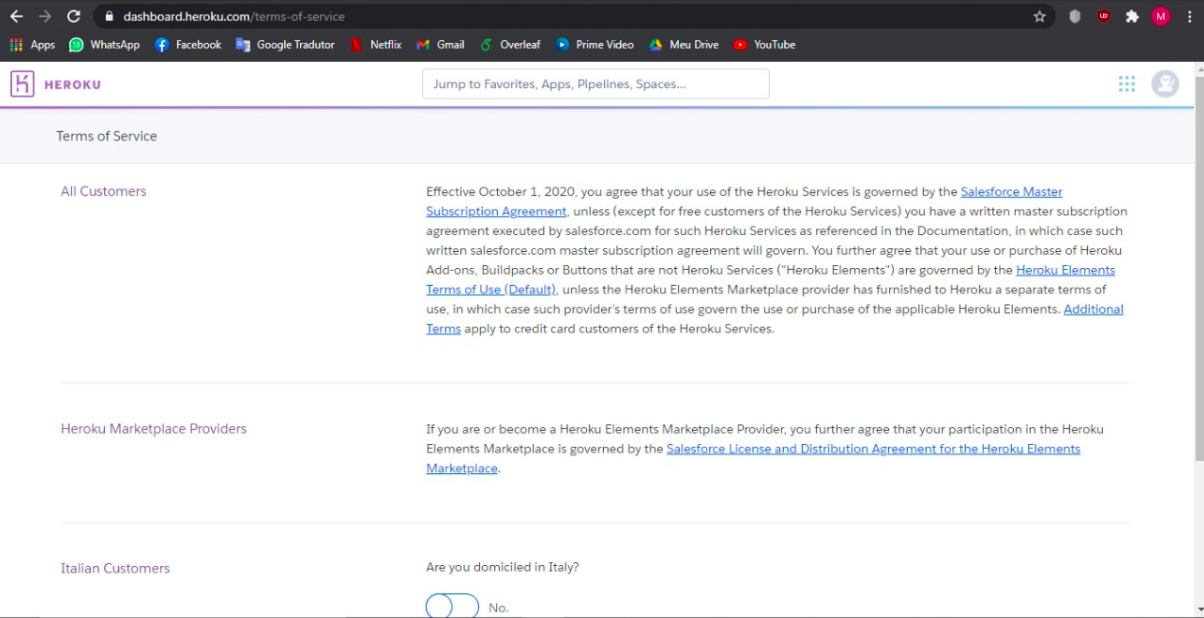 dashboard.heroku.com/terms-of-service
M
Apps WhatsApp Facebook Google Tradutor Netflix Gmail Overleaf Prime Video Meu Drive YouTube
HEROKU
Jump to Favorites, Apps, Pipelines, Spaces...
Terms of Service
All Customers
Effective October 1, 2020, you agree that your use of the Heroku Services is governed by the Salesforce Master
Subscription Agreement, unless (except for free customers of the Heroku Services) you have a written master subscription
agreement executed by salesforce.com for such Heroku Services as referenced in the Documentation, in which case such
written salesforce.com master subscription agreement will govern. You further agree that your use or purchase of Heroku
Add-ons, Buildpacks or Buttons that are not Heroku Services ("Heroku Elements") are governed by the Heroku Elements
Terms of Use (Default), unless the Heroku Elements Marketplace provider has furnished to Heroku a separate terms of
use, in which case such provider's terms of use govern the use or purchase of the applicable Heroku Elements. Additional
Terms apply to credit card customers of the Heroku Services.
Heroku Marketplace Providers
If you are or become a Heroku Elements Marketplace Provider, you further agree that your participation in the Heroku
Elements Marketplace is governed by the Salesforce License and Distribution Agreement for the Heroku Elements
Marketplace.
Italian Customers
Are you domiciled in Italy?
No.